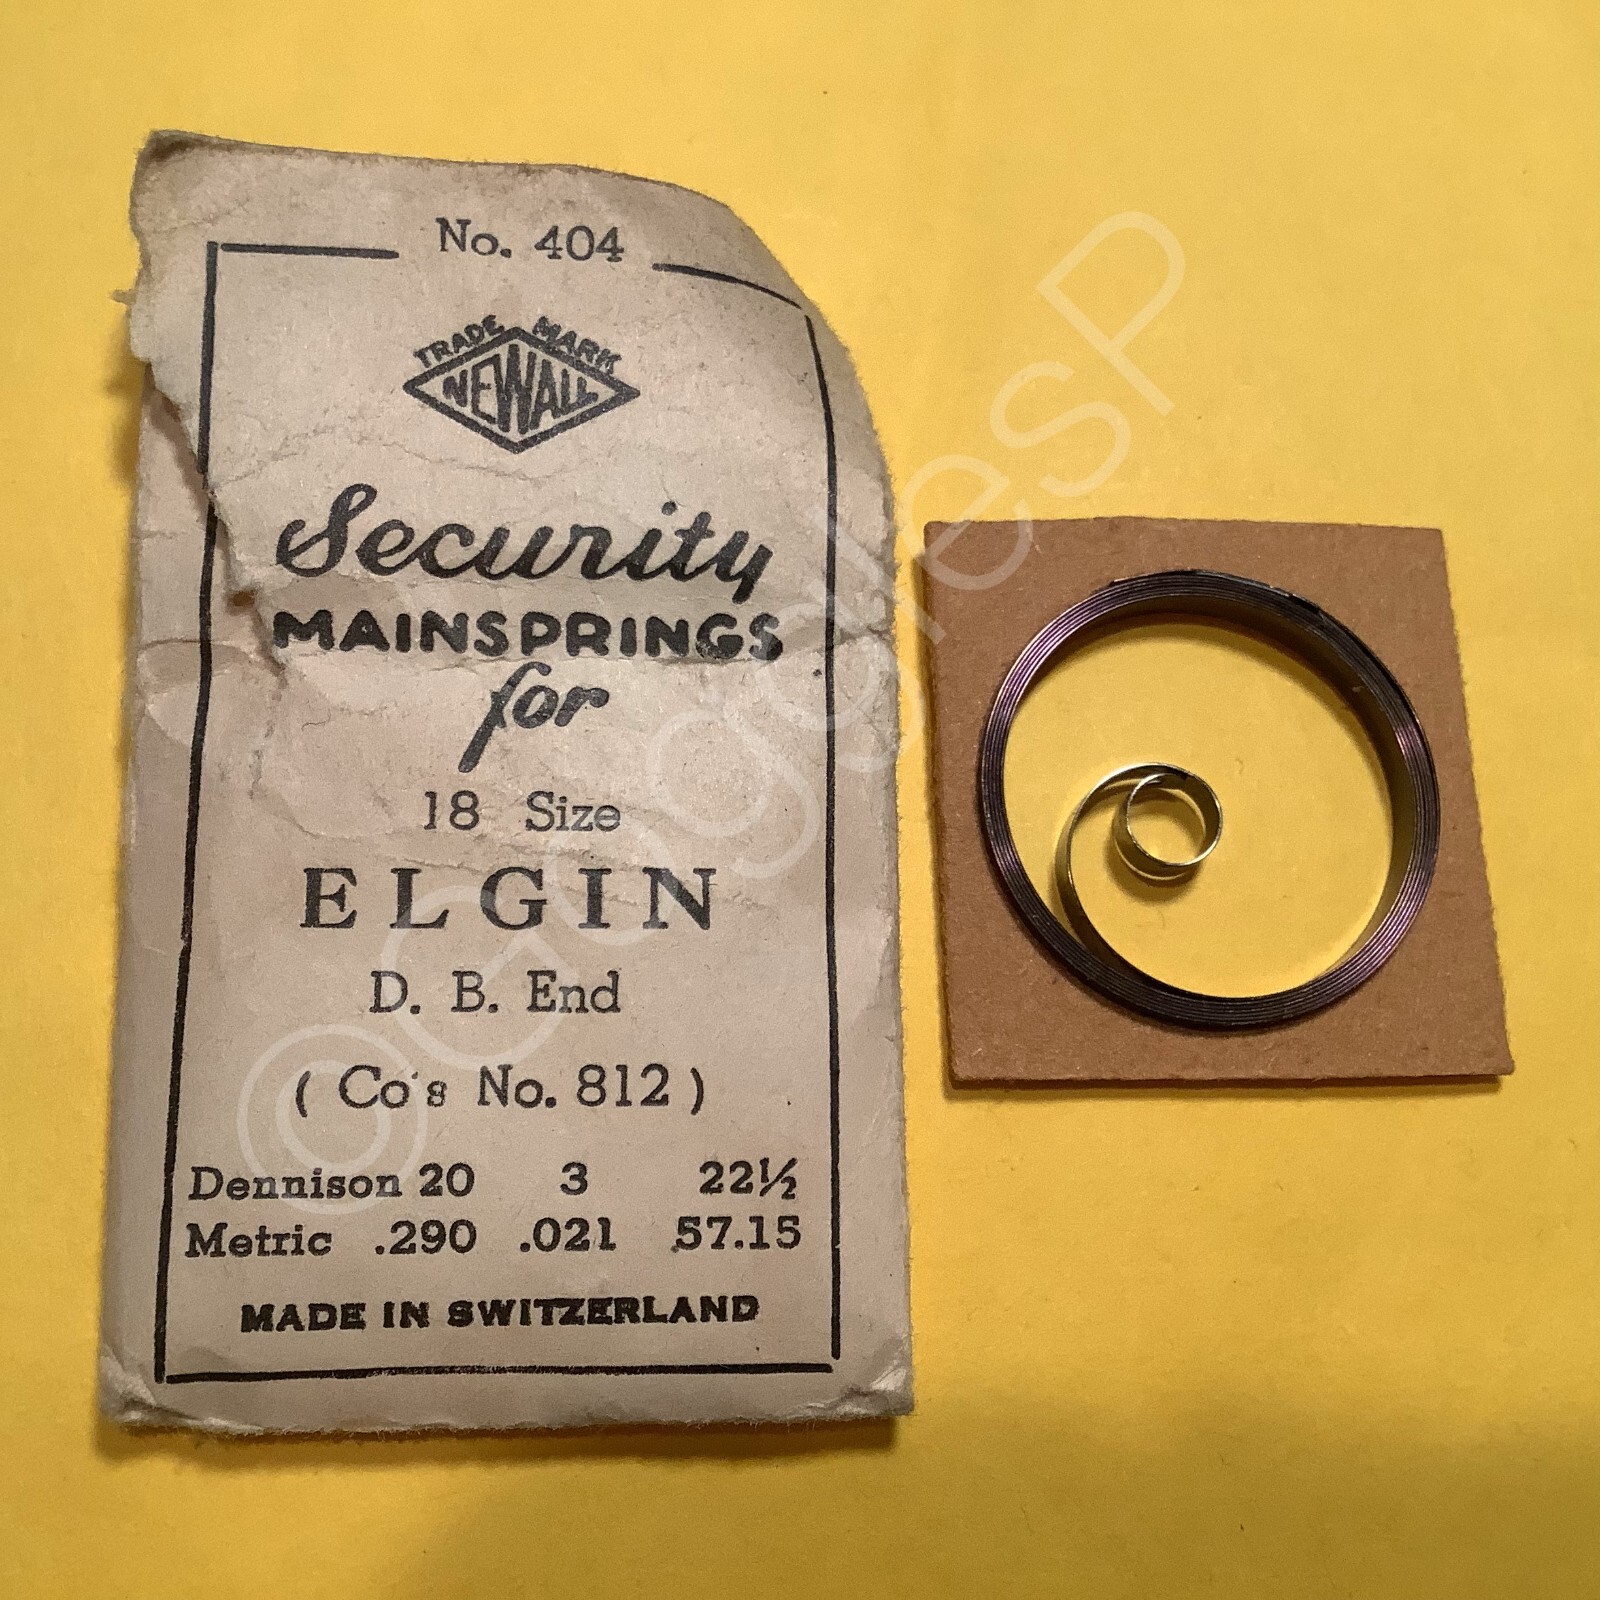 No. 404
TRADE MARK
NEWALL
Security
MAINSPRINGS
for
18 Size
ELGIN
D. B. End
( Co's No. 812 )
Dennison 20 3 22½
Metric .290 .021 57.15
MADE IN SWITZERLAND
©GogglesP